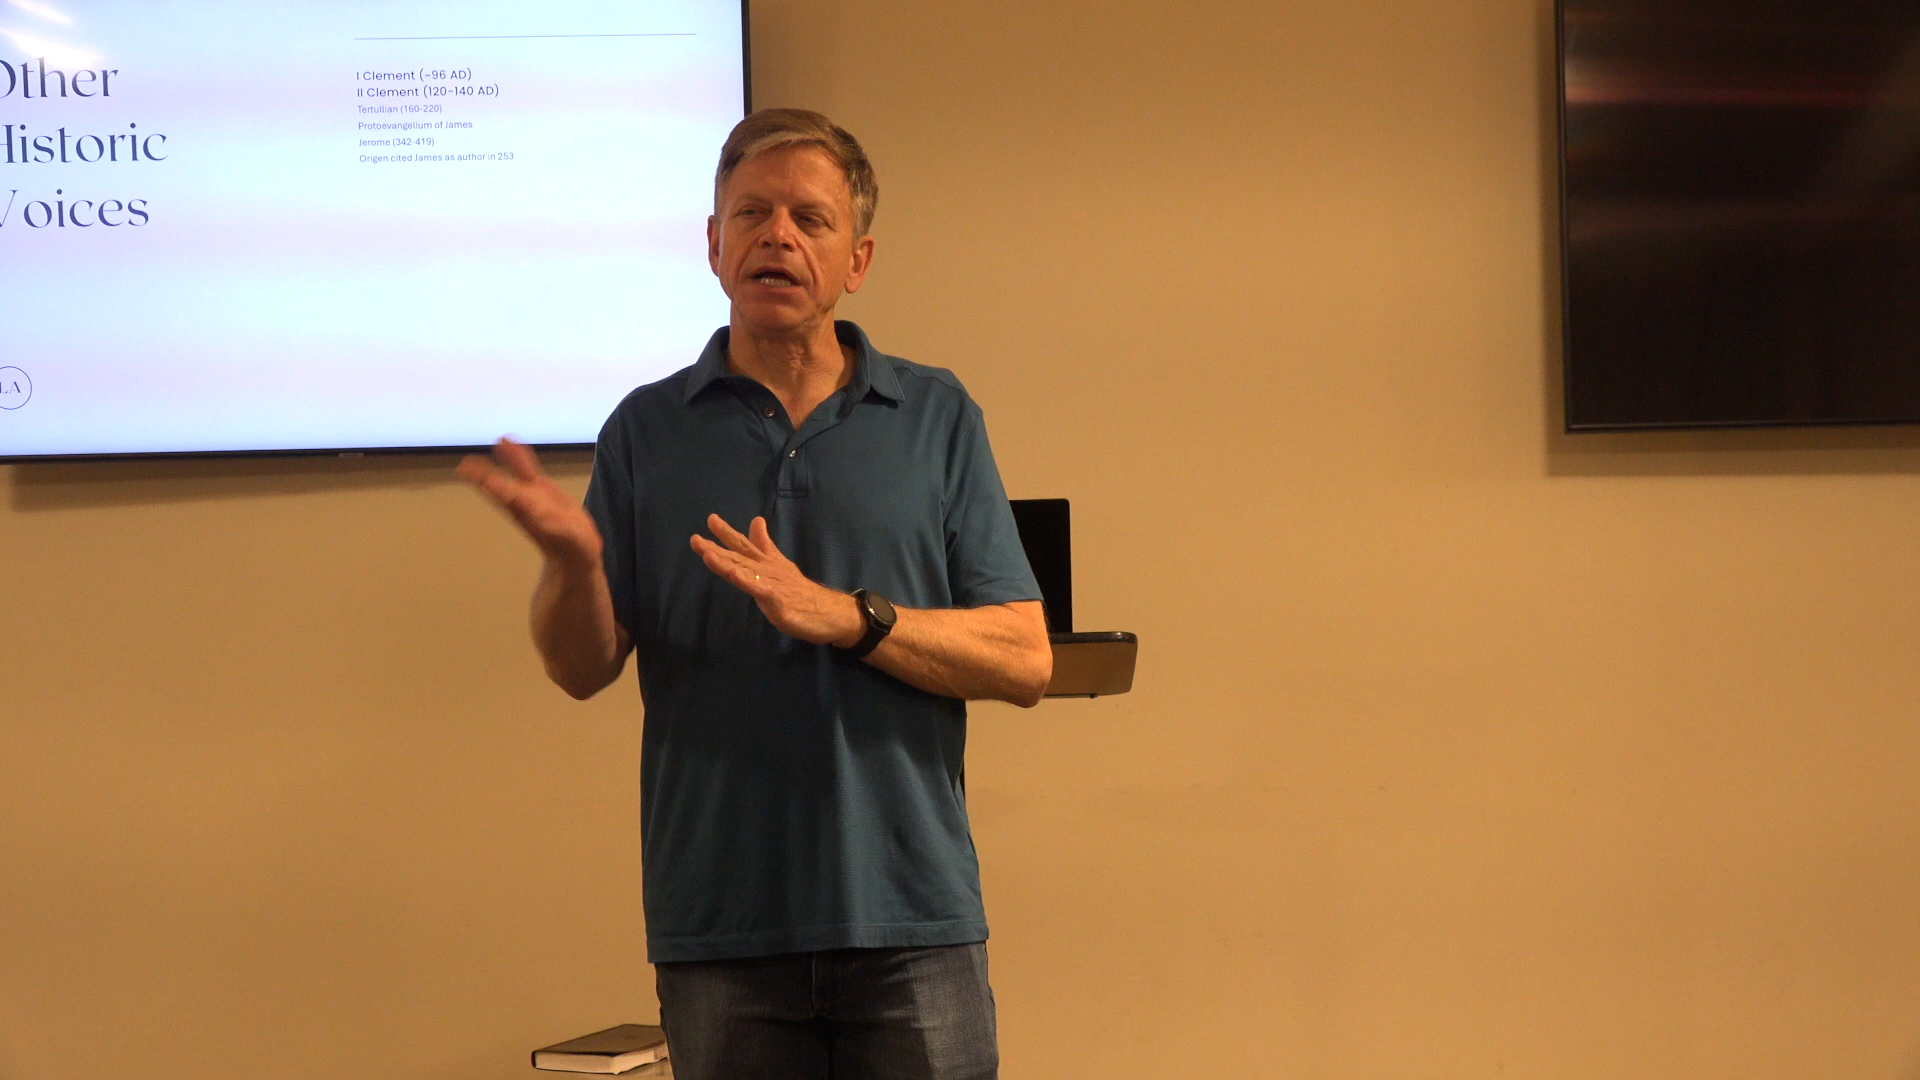 Other
Historic
Voices
I Clement (~96 AD)
II Clement (120-140 AD)
Tertullian (160-220)
Protoevangelium of James
Jerome (342-419)
Origen cited James as author in 253
LA